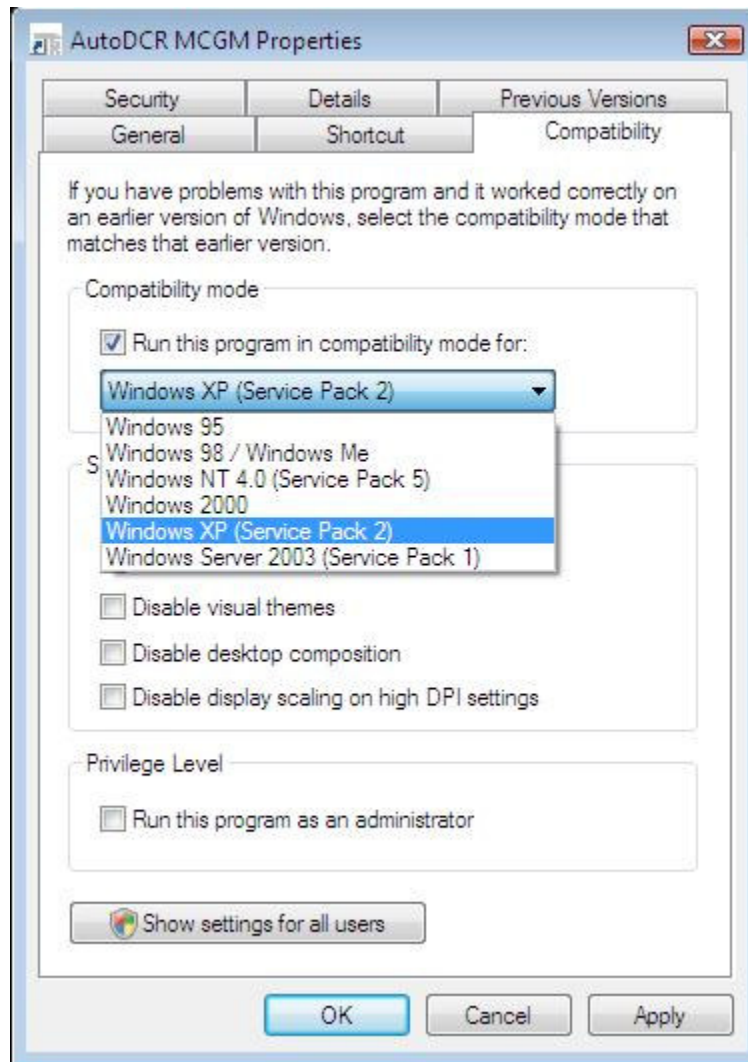 AutoDCR MCGM Properties
Security Details Previous Versions
General Shortcut Compatibility
If you have problems with this program and it worked correctly on
an earlier version of Windows, select the compatibility mode that
matches that earlier version.
Compatibility mode
Run this program in compatibility mode for:
Windows XP (Service Pack 2)
Windows 95
Windows 98 / Windows Me
Windows NT 4.0 (Service Pack 5)
Windows 2000
Windows XP (Service Pack 2)
Windows Server 2003 (Service Pack 1)
Disable visual themes
Disable desktop composition
Disable display scaling on high DPI settings
Privilege Level
Run this program as an administrator
Show settings for all users
OK Cancel Apply